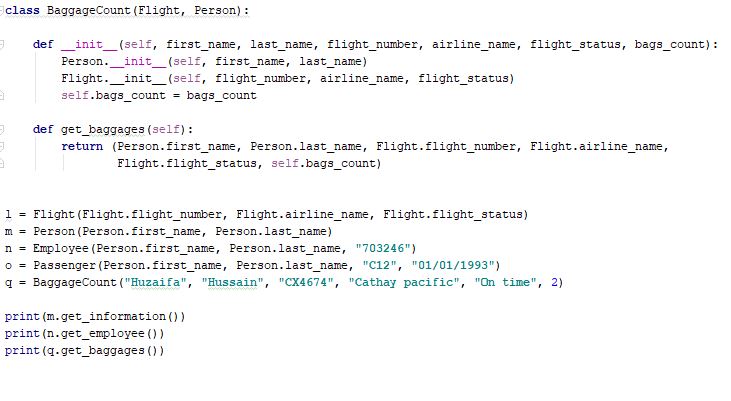 class BaggageCount(Flight, Person):
def __init__(self, first_name, last_name, flight_number, airline_name, flight_status, bags_count):
Person.__init__(self, first_name, last_name)
Flight.__init__(self, flight_number, airline_name, flight_status)
self.bags_count = bags_count
def get_baggages(self):
return (Person.first_name, Person.last_name, Flight.flight_number, Flight.airline_name,
Flight.flight_status, self.bags_count)
l = Flight(Flight.flight_number, Flight.airline_name, Flight.flight_status)
m = Person(Person.first_name, Person.last_name)
n = Employee(Person.first_name, Person.last_name, "703246")
o = Passenger(Person.first_name, Person.last_name, "C12", "01/01/1993")
q = BaggageCount("Huzaifa", "Hussain", "CX4674", "Cathay pacific", "On time", 2)
print(m.get_information())
print(n.get_employee())
print(q.get_baggages())